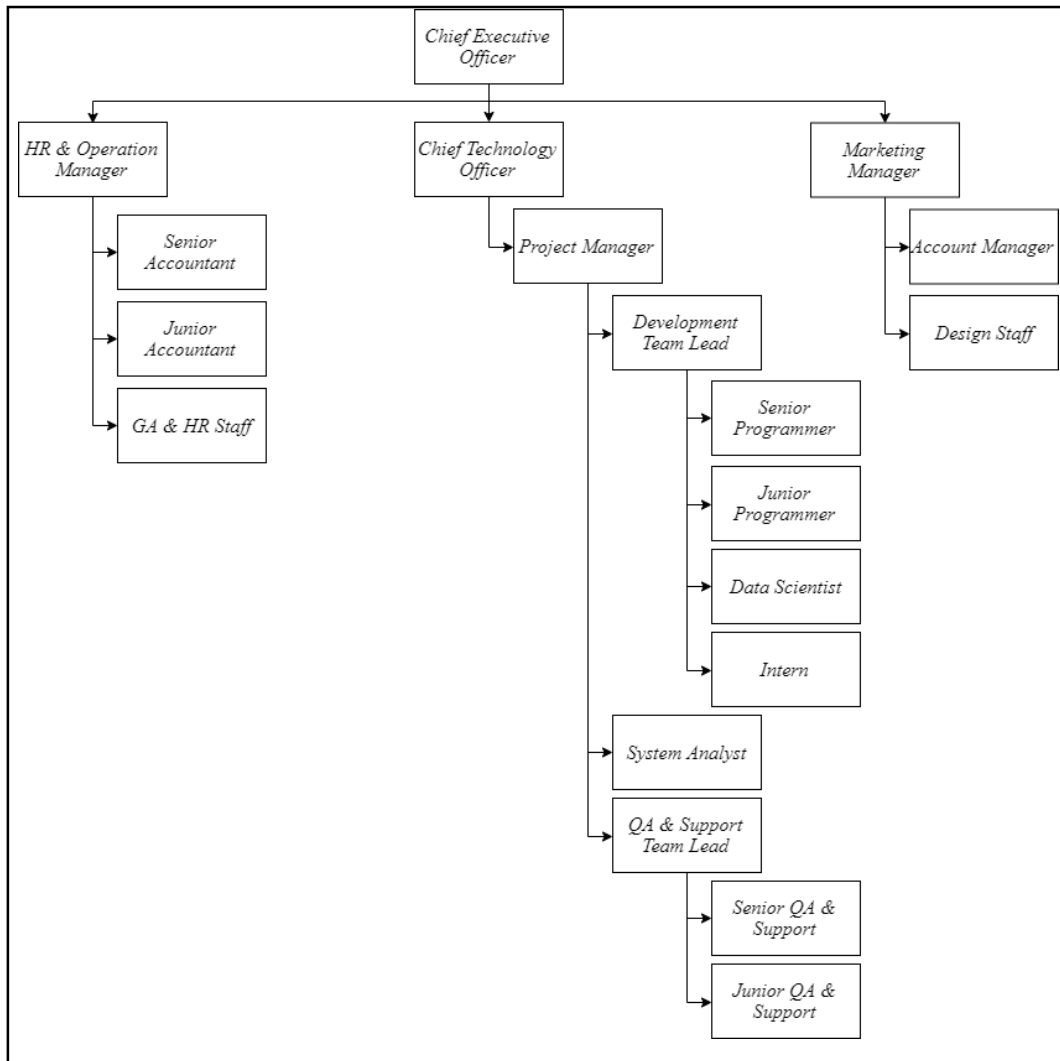 Chief Executive
Officer
HR & Operation
Manager
Chief Technology
Officer
Marketing
Manager
Senior
Accountant
Junior
Accountant
GA & HR Staff
Project Manager
Development
Team Lead
Senior
Programmer
Junior
Programmer
Data Scientist
Intern
System Analyst
QA & Support
Team Lead
Senior QA &
Support
Junior QA &
Support
Account Manager
Design Staff